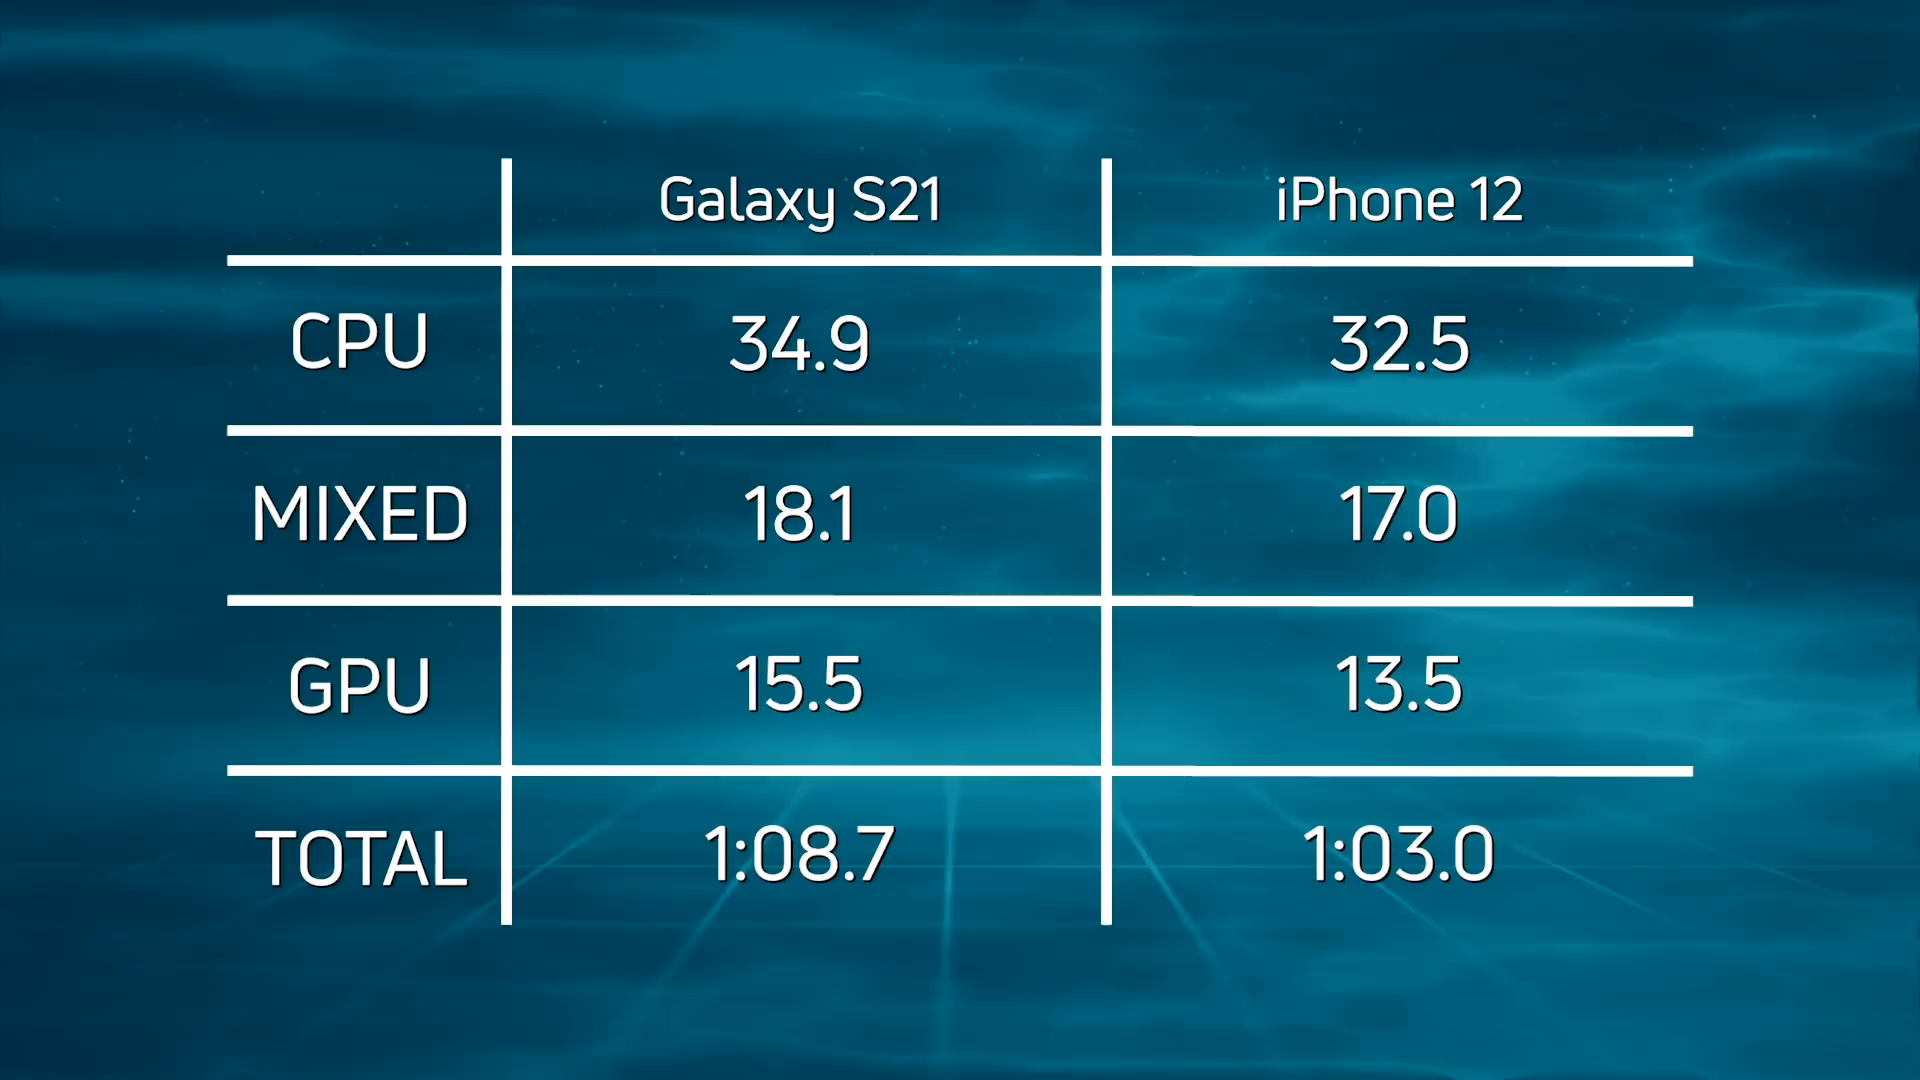 Galaxy S21 iPhone 12
CPU 34.9 32.5
MIXED 18.1 17.0
GPU 15.5 13.5
TOTAL 1:08.7 1:03.0